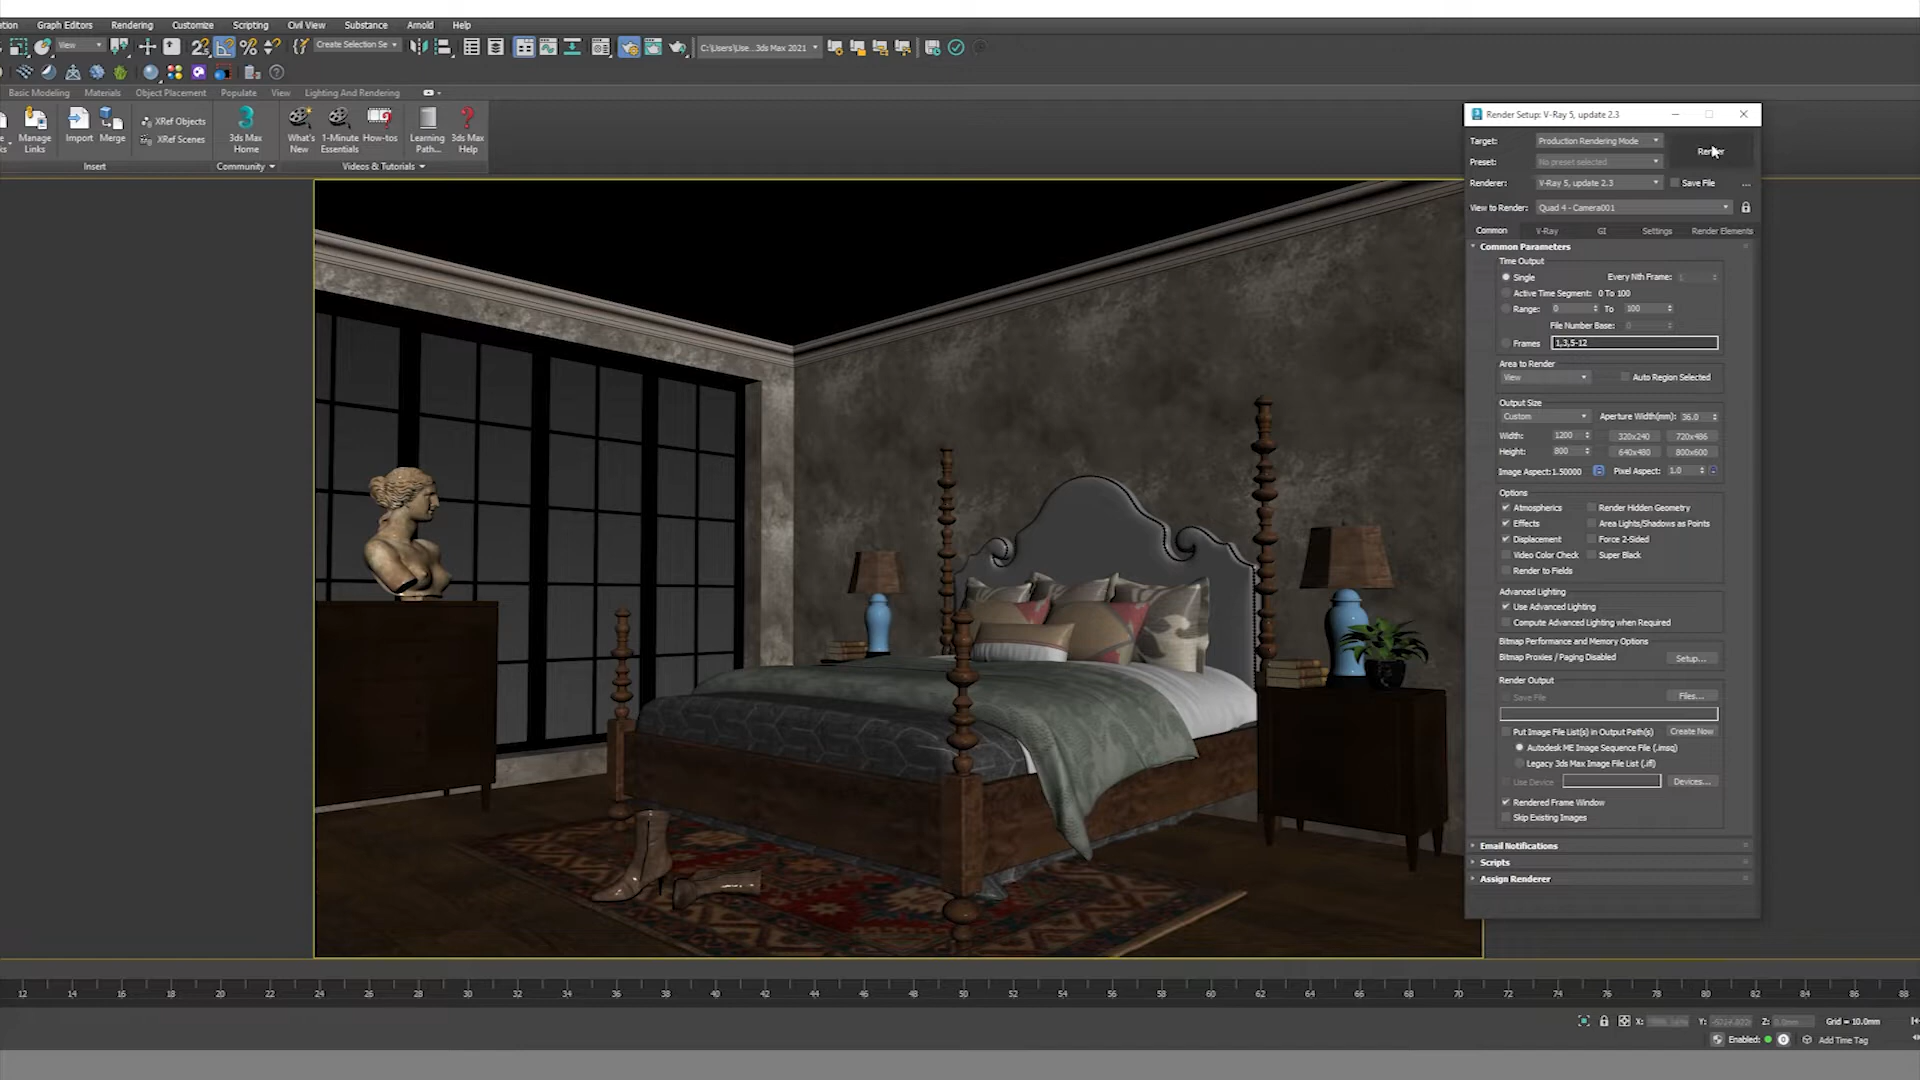 ation Graph Editors Rendering Customize Scripting Civil View Substance Arnold Help
View Create Selection Se C:\Users\Use...3ds Max 2021
Basic Modeling Materials Object Placement Populate View Lighting And Rendering
Manage Links Import Merge XRef Objects XRef Scenes 3ds Max Home What's New 1-Minute Essentials How-tos Learning Path... 3ds Max Help
Insert Community Videos & Tutorials
Render Setup: V-Ray 5, update 2.3
Target: Production Rendering Mode Render
Preset: No preset selected
Renderer: V-Ray 5, update 2.3 Save File ...
View to Render: Quad 4 - Camera001
Common V-Ray GI Settings Render Elements
Common Parameters
Time Output
Single Every Nth Frame: 1
Active Time Segment: 0 To 100
Range: 0 To 100
File Number Base: 0
Frames 1,3,5-12
Area to Render
View Auto Region Selected
Output Size
Custom Aperture Width(mm): 36.0
Width: 1200 320x240 720x486
Height: 800 640x480 800x600
Image Aspect:1.50000 Pixel Aspect: 1.0
Options
Atmospherics Render Hidden Geometry
Effects Area Lights/Shadows as Points
Displacement Force 2-Sided
Video Color Check Super Black
Render to Fields
Advanced Lighting
Use Advanced Lighting
Compute Advanced Lighting when Required
Bitmap Performance and Memory Options
Bitmap Proxies / Paging Disabled Setup...
Render Output
Save File Files...
Put Image File List(s) in Output Path(s) Create Now
Autodesk ME Image Sequence File (.imsq)
Legacy 3ds Max Image File List (.ifl)
Use Device Devices...
Rendered Frame Window
Skip Existing Images
Email Notifications
Scripts
Assign Renderer
12 14 16 18 20 22 24 26 28 30 32 34 36 38 40 42 44 46 48 50 52 54 56 58 60 62 64 66 68 70 72 74 76 78 80 82 84 86 88
X: Y: Z: 0.0mm Grid = 10.0mm
Enabled: 0 Add Time Tag